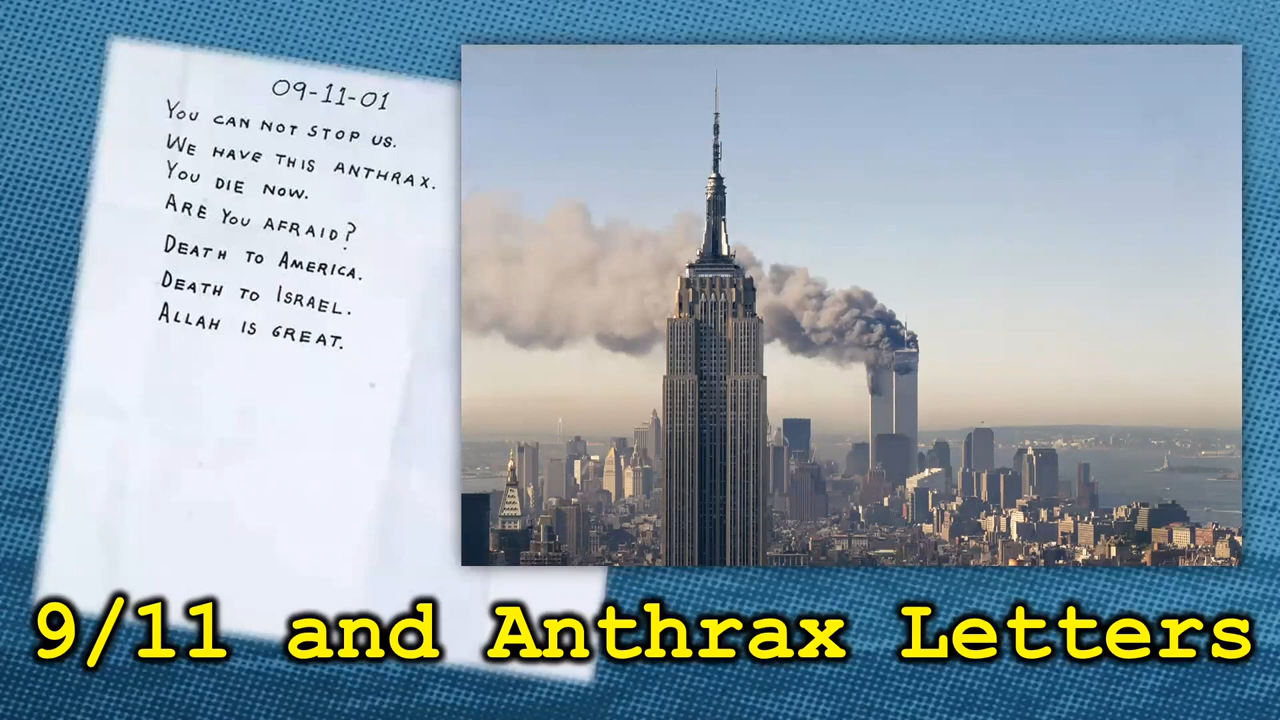 09-11-01
YOU CAN NOT STOP US.
WE HAVE THIS ANTHRAX.
YOU DIE NOW.
ARE YOU AFRAID?
DEATH TO AMERICA.
DEATH TO ISRAEL.
ALLAH IS GREAT.
9/11 and Anthrax Letters